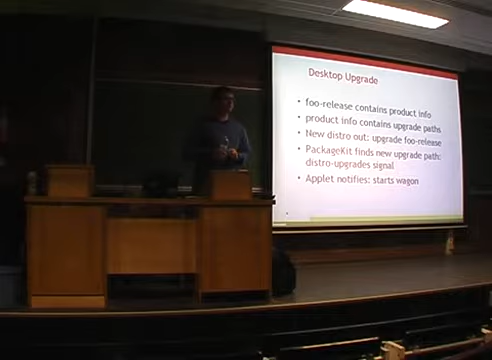 Desktop Upgrade
• foo-release contains product info
• product info contains upgrade paths
• New distro out: upgrade foo-release
• PackageKit finds new upgrade path:
distro-upgrades signal
• Applet notifies: starts wagon